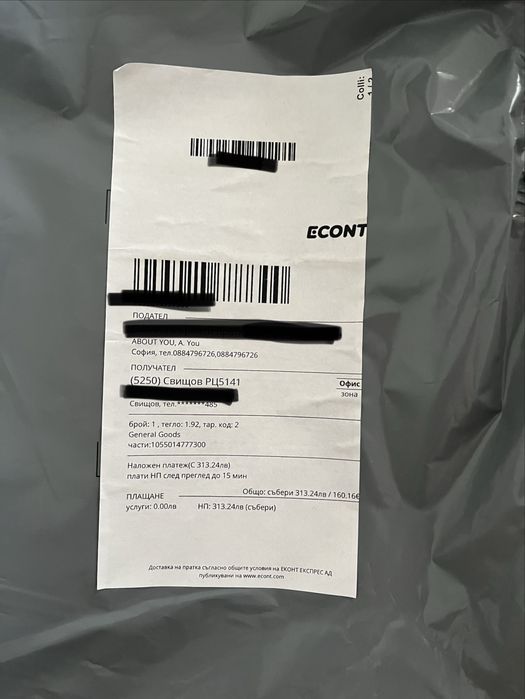 Colli:
1 / 2
ECONT
ПОДАТЕЛ
ABOUT YOU, A. You
София, тел.0884796726,0884796726
ПОЛУЧАТЕЛ
(5250) Свищов РЦ5141
Офис
зона
Свищов, тел.*******485
брой: 1 , тегло: 1.92, тар. код: 2
General Goods
части:1055014777300
Наложен платеж(С 313.24лв)
плати НП след преглед до 15 мин
Общо: събери 313.24лв / 160.16€
ПЛАЩАНЕ
услуги: 0.00лв НП: 313.24лв (събери)
Доставка на пратка съгласно общите условия на ЕКОНТ ЕКСПРЕС АД
публикувани на www.econt.com